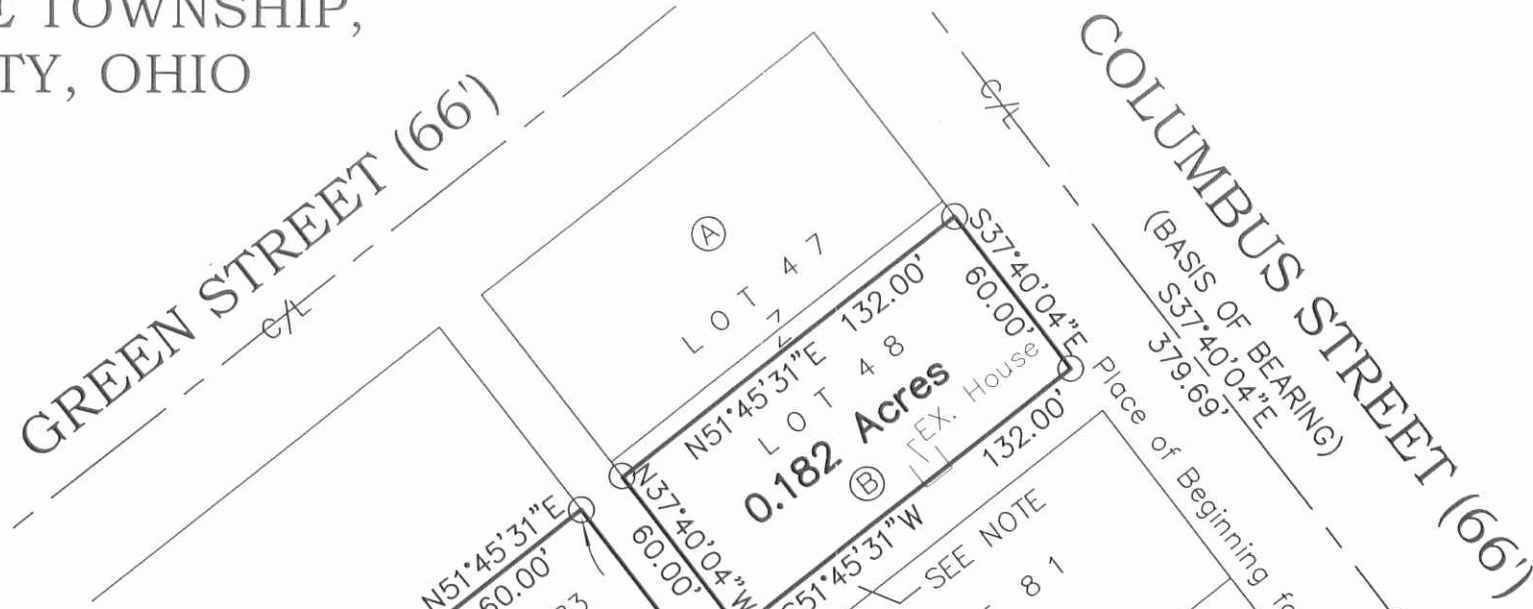 E TOWNSHIP,
TY, OHIO
GREEN STREET (66')
C/L
COLUMBUS STREET (66')
C/L
(BASIS OF BEARING)
S37°40'04"E
379.69'
A
LOT 47
Z
S37°40'04"E
60.00'
N51°45'31"E
132.00'
LOT 48
0.182 Acres
B
EX. House
132.00'
S51°45'31"W
N37°40'04"W
60.00'
N51°45'31"E
60.00'
SEE NOTE
81
Place of Beginning